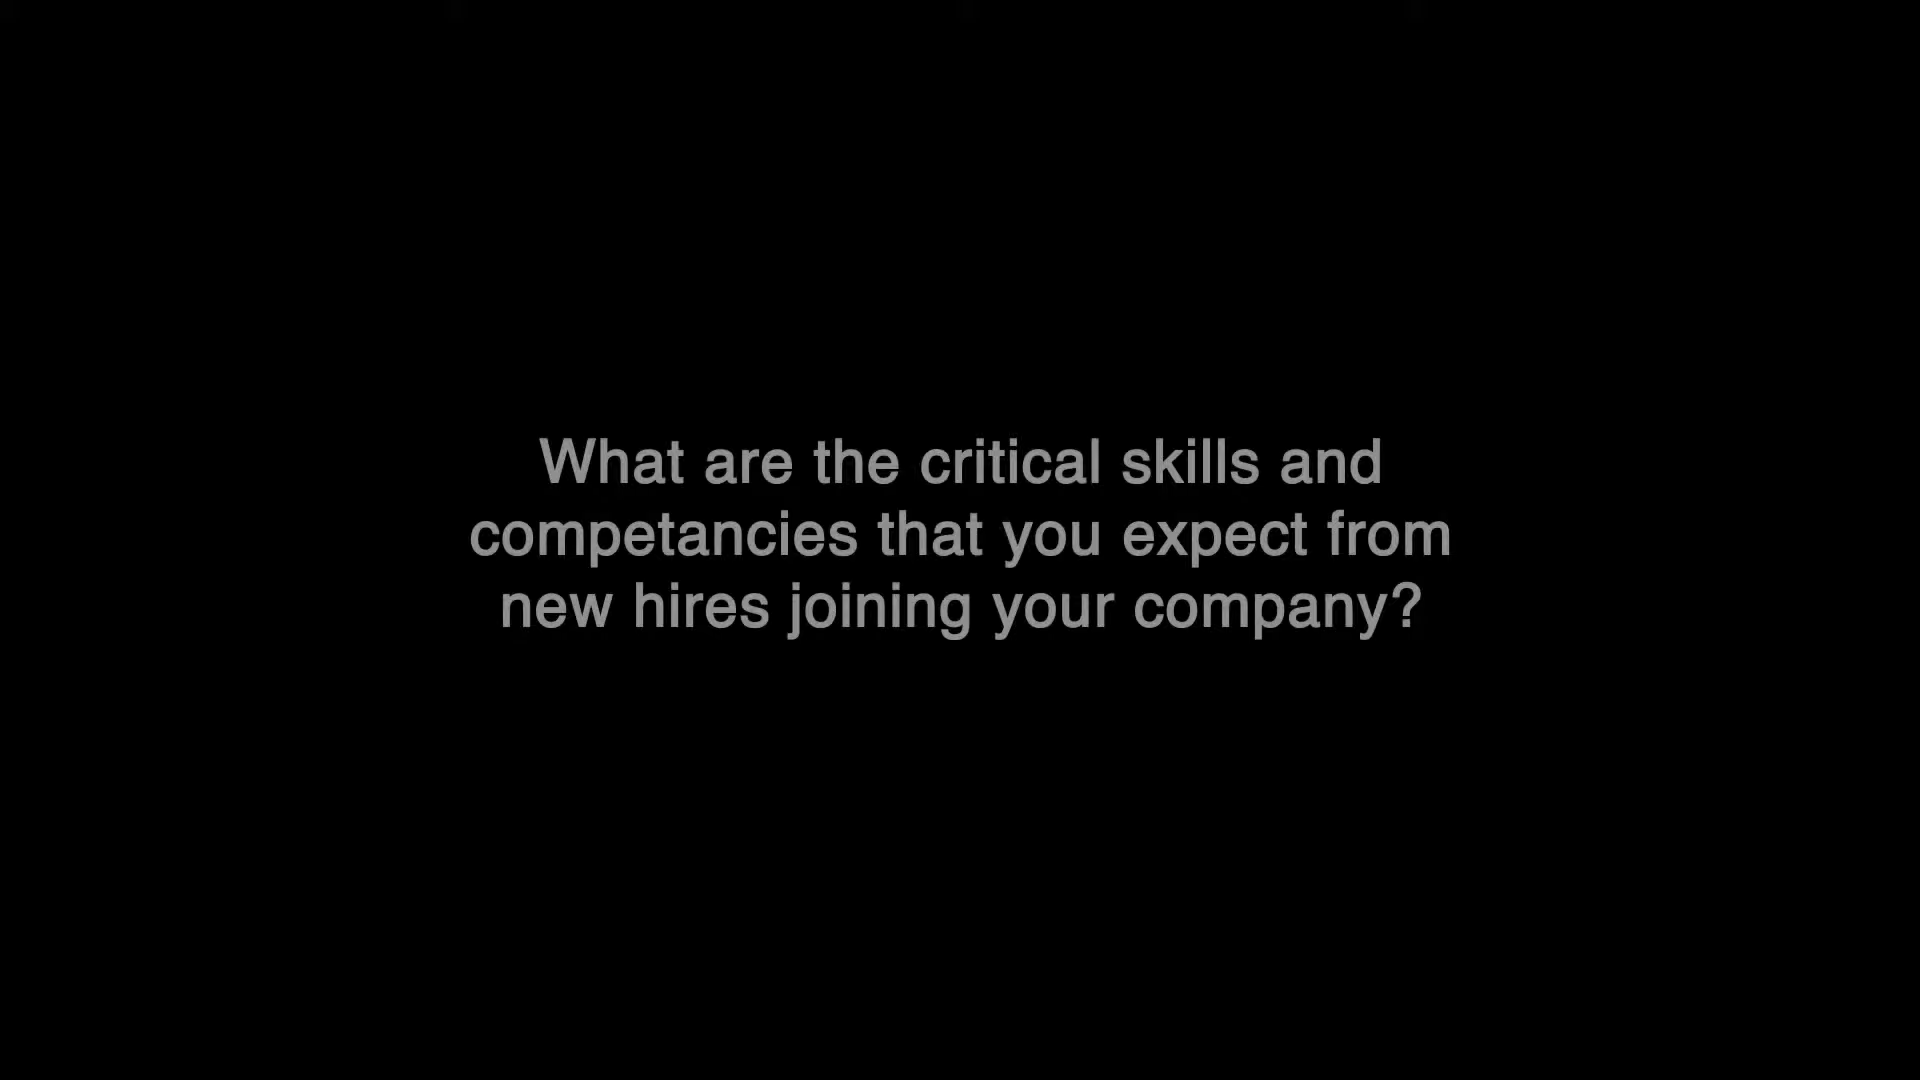 What are the critical skills and
competancies that you expect from
new hires joining your company?